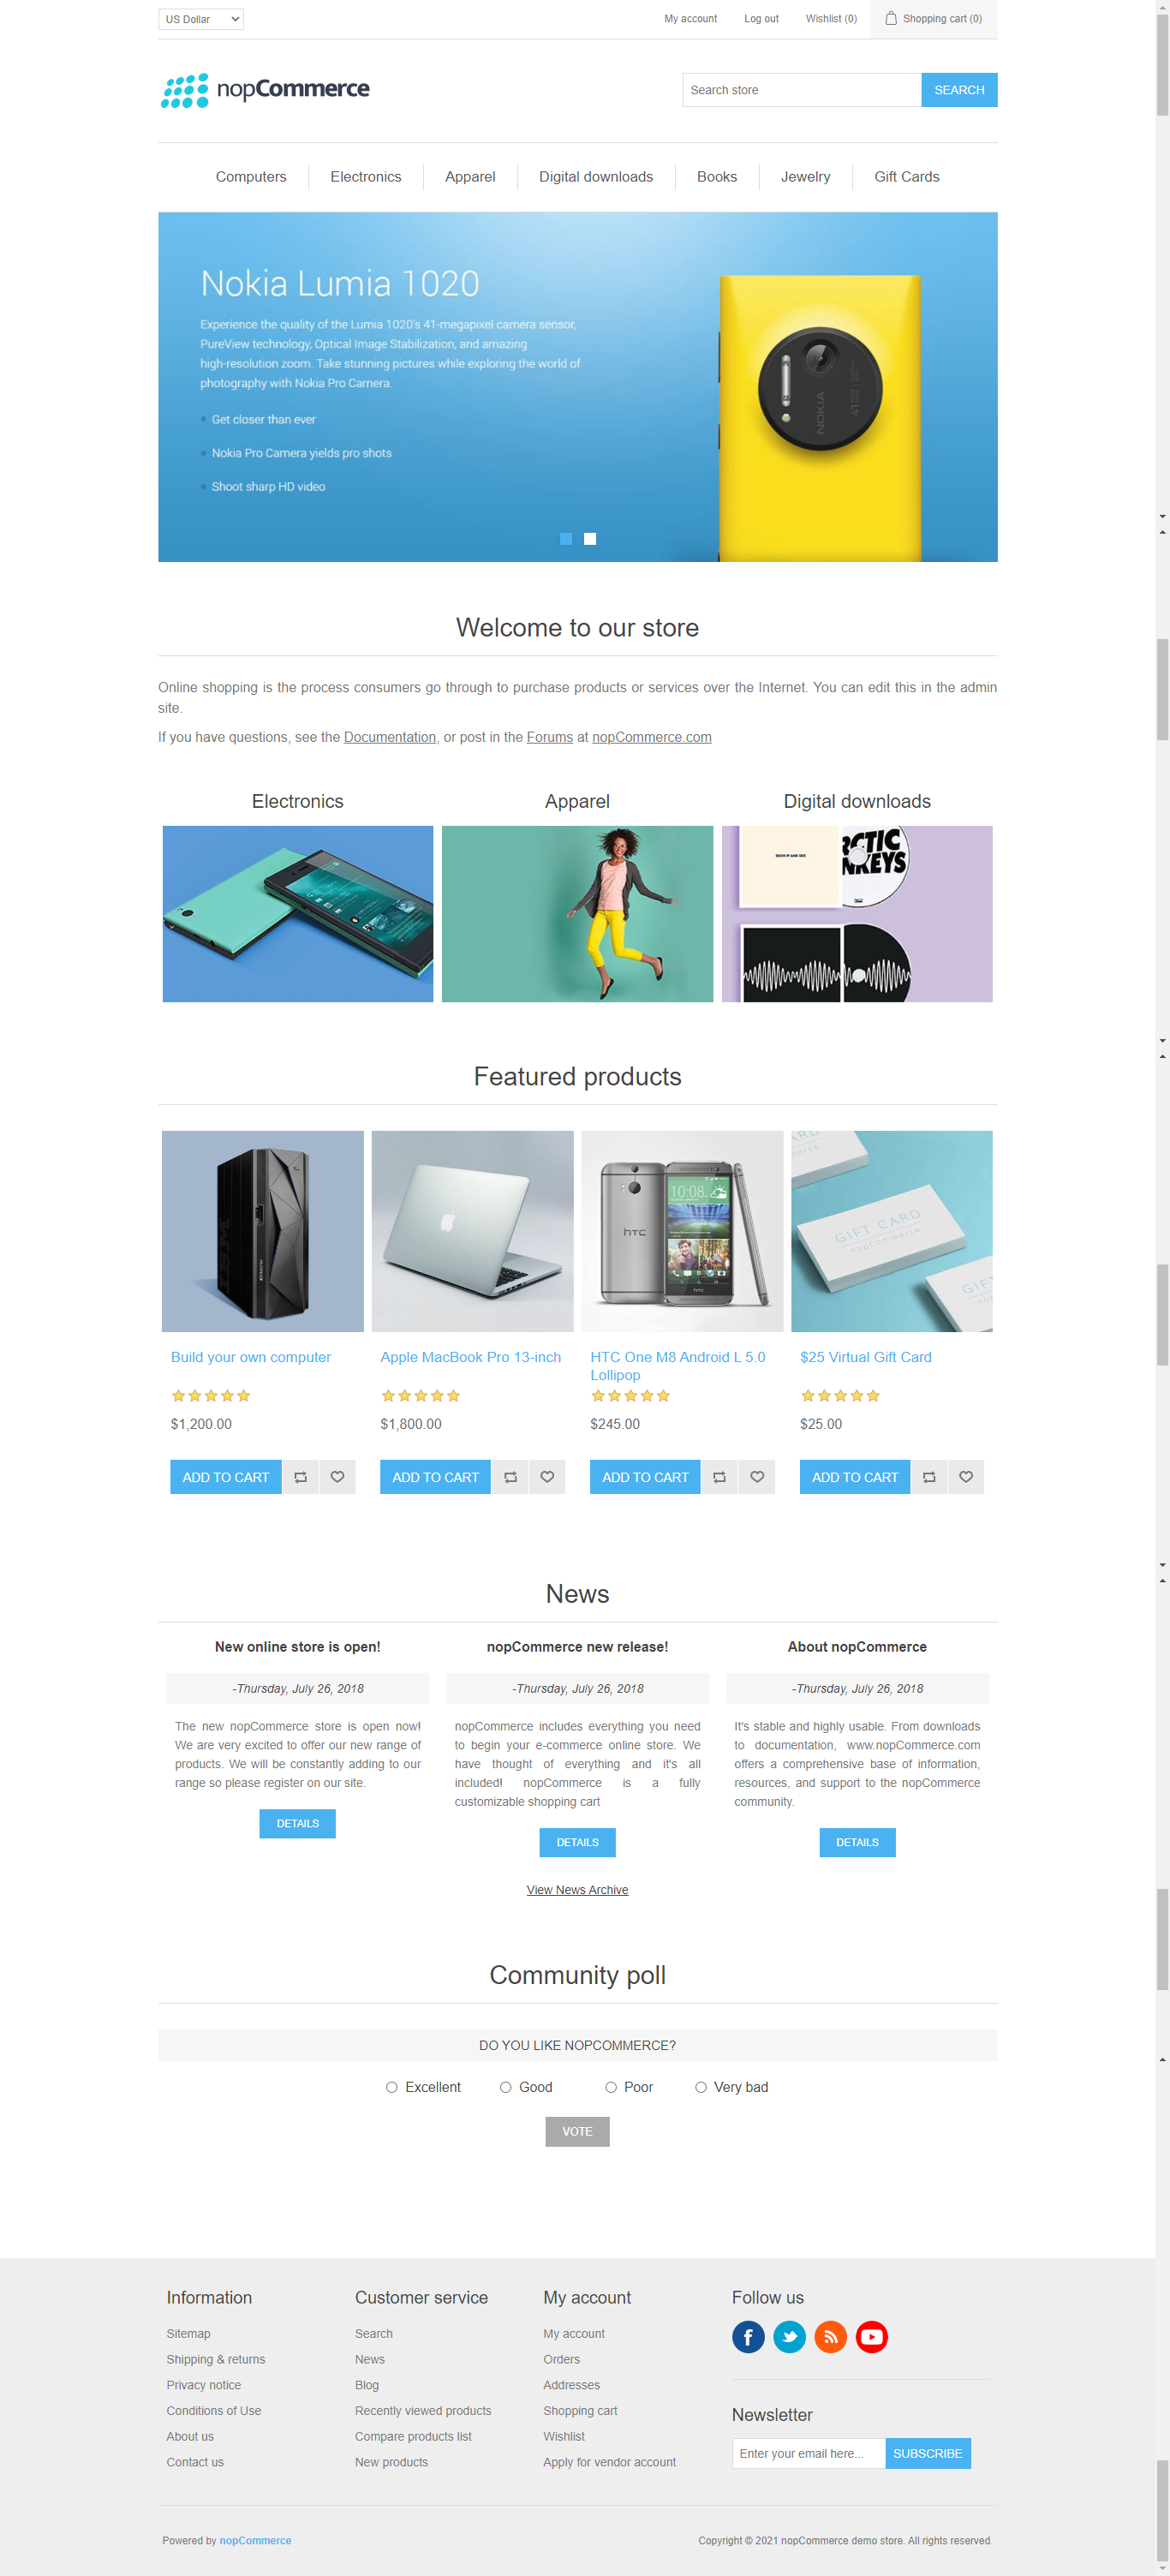 US Dollar
My account
Log out
Wishlist (0)
Shopping cart (0)
nopCommerce
Search store
SEARCH
Computers
Electronics
Apparel
Digital downloads
Books
Jewelry
Gift Cards
Nokia Lumia 1020
Experience the quality of the Lumia 1020's 41-megapixel camera sensor,
PureView technology, Optical Image Stabilization, and amazing
high-resolution zoom. Take stunning pictures while exploring the world of
photography with Nokia Pro Camera.
Get closer than ever
Nokia Pro Camera yields pro shots
Shoot sharp HD video
NOKIA
41
Welcome to our store
Online shopping is the process consumers go through to purchase products or services over the Internet. You can edit this in the admin
site.
If you have questions, see the Documentation, or post in the Forums at nopCommerce.com
Electronics
Apparel
Digital downloads
SUCK IT AND SEE
RCTIC
NKEYS
Featured products
10:08
hTC
GIFT CARD
nopCommerce
GIFT
Build your own computer
$1,200.00
ADD TO CART
Apple MacBook Pro 13-inch
$1,800.00
ADD TO CART
HTC One M8 Android L 5.0
Lollipop
$245.00
ADD TO CART
$25 Virtual Gift Card
$25.00
ADD TO CART
News
New online store is open!
-Thursday, July 26, 2018
The new nopCommerce store is open now!
We are very excited to offer our new range of
products. We will be constantly adding to our
range so please register on our site.
DETAILS
nopCommerce new release!
-Thursday, July 26, 2018
nopCommerce includes everything you need
to begin your e-commerce online store. We
have thought of everything and it's all
included! nopCommerce is a fully
customizable shopping cart
DETAILS
About nopCommerce
-Thursday, July 26, 2018
It's stable and highly usable. From downloads
to documentation, www.nopCommerce.com
offers a comprehensive base of information,
resources, and support to the nopCommerce
community.
DETAILS
View News Archive
Community poll
DO YOU LIKE NOPCOMMERCE?
Excellent
Good
Poor
Very bad
VOTE
Information
Sitemap
Shipping & returns
Privacy notice
Conditions of Use
About us
Contact us
Customer service
Search
News
Blog
Recently viewed products
Compare products list
New products
My account
My account
Orders
Addresses
Shopping cart
Wishlist
Apply for vendor account
Follow us
Newsletter
Enter your email here...
SUBSCRIBE
Powered by nopCommerce
Copyright © 2021 nopCommerce demo store. All rights reserved.